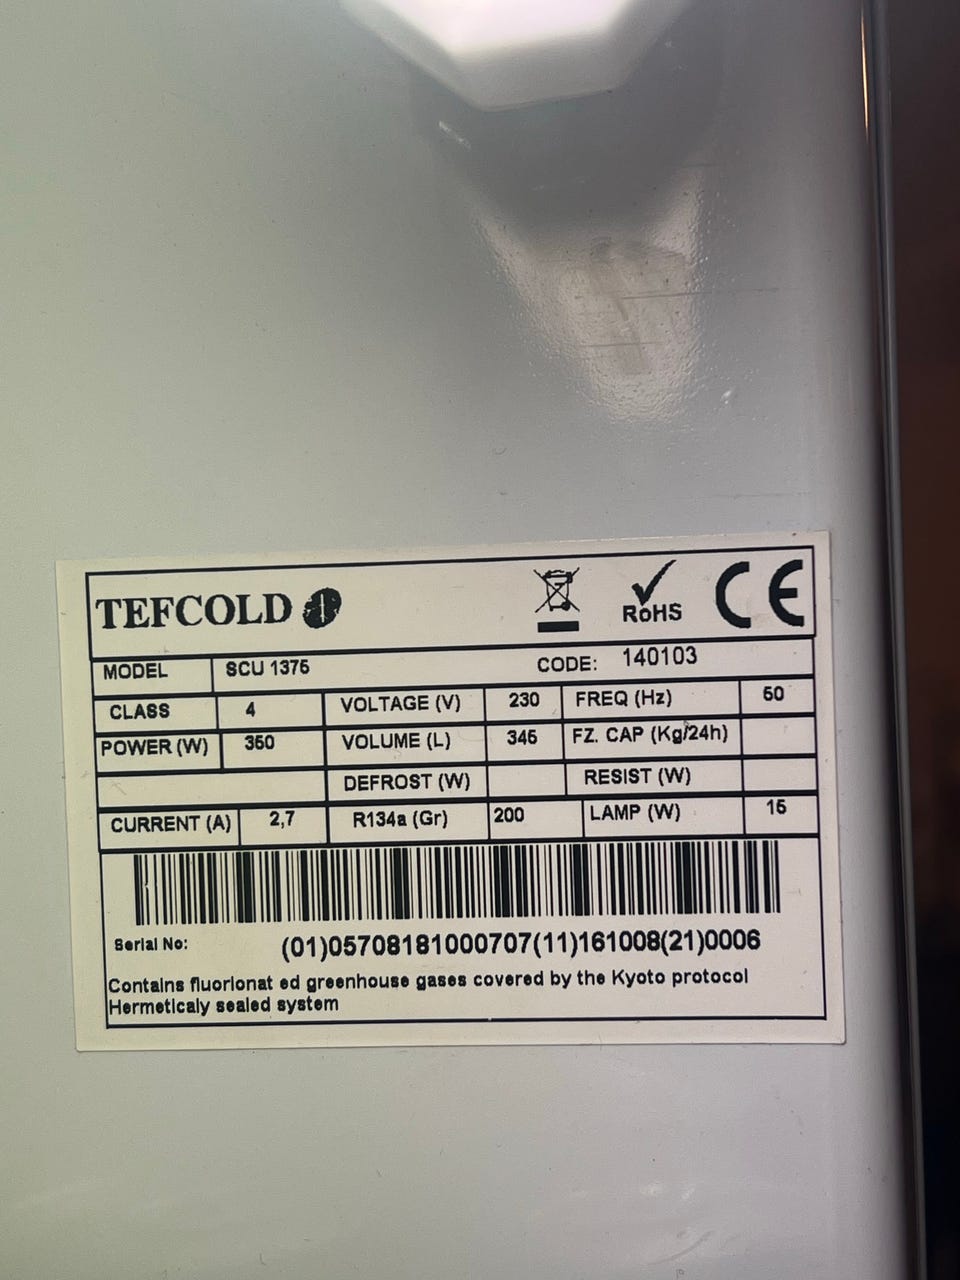 TEFCOLD
RoHS CE
MODEL SCU 1375 CODE: 140103
CLASS 4 VOLTAGE (V) 230 FREQ (Hz) 50
POWER (W) 350 VOLUME (L) 345 FZ. CAP (Kg/24h)
DEFROST (W) RESIST (W)
CURRENT (A) 2,7 R134a (Gr) 200 LAMP (W) 15
Serial No: (01)05708181000707(11)161008(21)0006
Contains fluorionat ed greenhouse gases covered by the Kyoto protocol
Hermeticaly sealed system